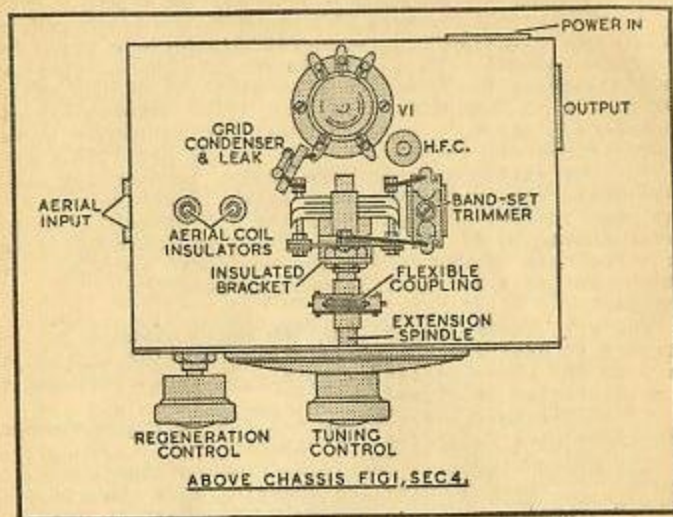 POWER IN
V1
OUTPUT
GRID
CONDENSER
& LEAK
H.F.C.
AERIAL
INPUT
AERIAL COIL
INSULATORS
BAND-SET
TRIMMER
INSULATED
BRACKET
FLEXIBLE
COUPLING
EXTENSION
SPINDLE
REGENERATION
CONTROL
TUNING
CONTROL
ABOVE CHASSIS FIG1, SEC4.